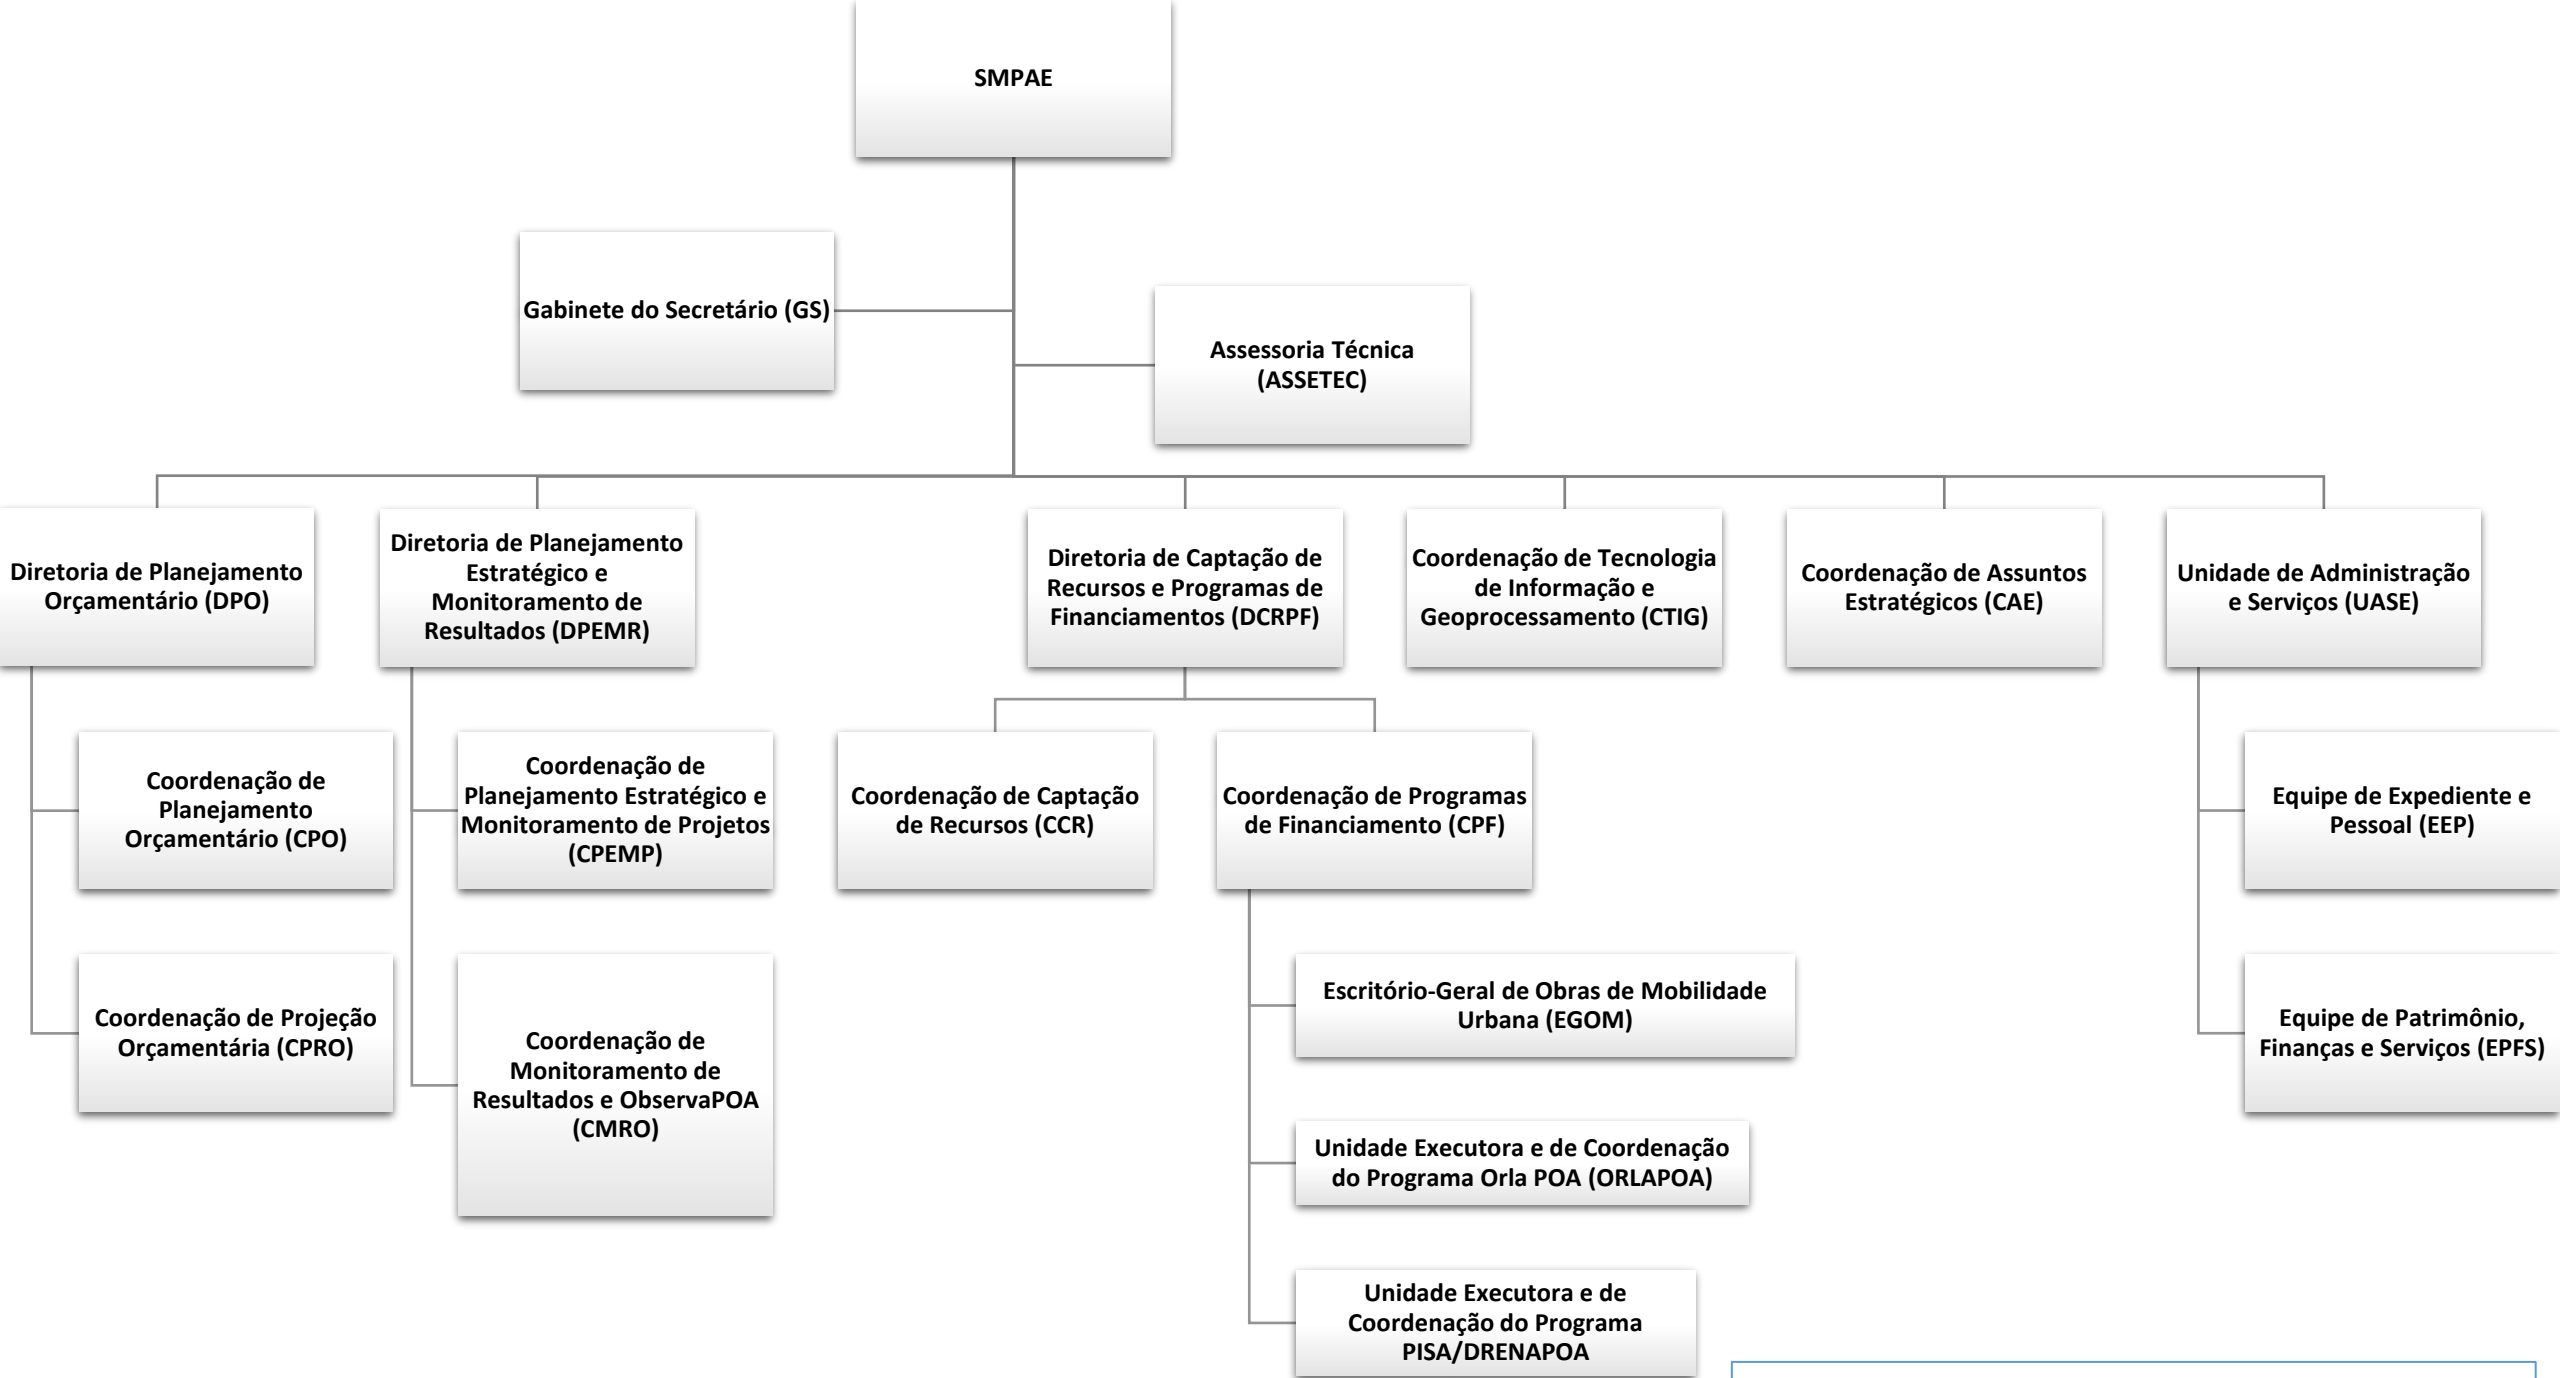 SMPAE
Gabinete do Secretário (GS)
Assessoria Técnica
(ASSETEC)
Diretoria de Planejamento
Orçamentário (DPO)
Diretoria de Planejamento
Estratégico e
Monitoramento de
Resultados (DPEMR)
Diretoria de Captação de
Recursos e Programas de
Financiamentos (DCRPF)
Coordenação de Tecnologia
de Informação e
Geoprocessamento (CTIG)
Coordenação de Assuntos
Estratégicos (CAE)
Unidade de Administração
e Serviços (UASE)
Coordenação de
Planejamento
Orçamentário (CPO)
Coordenação de
Planejamento Estratégico e
Monitoramento de Projetos
(CPEMP)
Coordenação de Captação
de Recursos (CCR)
Coordenação de Programas
de Financiamento (CPF)
Equipe de Expediente e
Pessoal (EEP)
Coordenação de Projeção
Orçamentária (CPRO)
Coordenação de
Monitoramento de
Resultados e ObservaPOA
(CMRO)
Escritório-Geral de Obras de Mobilidade
Urbana (EGOM)
Equipe de Patrimônio,
Finanças e Serviços (EPFS)
Unidade Executora e de Coordenação
do Programa Orla POA (ORLAPOA)
Unidade Executora e de
Coordenação do Programa
PISA/DRENAPOA